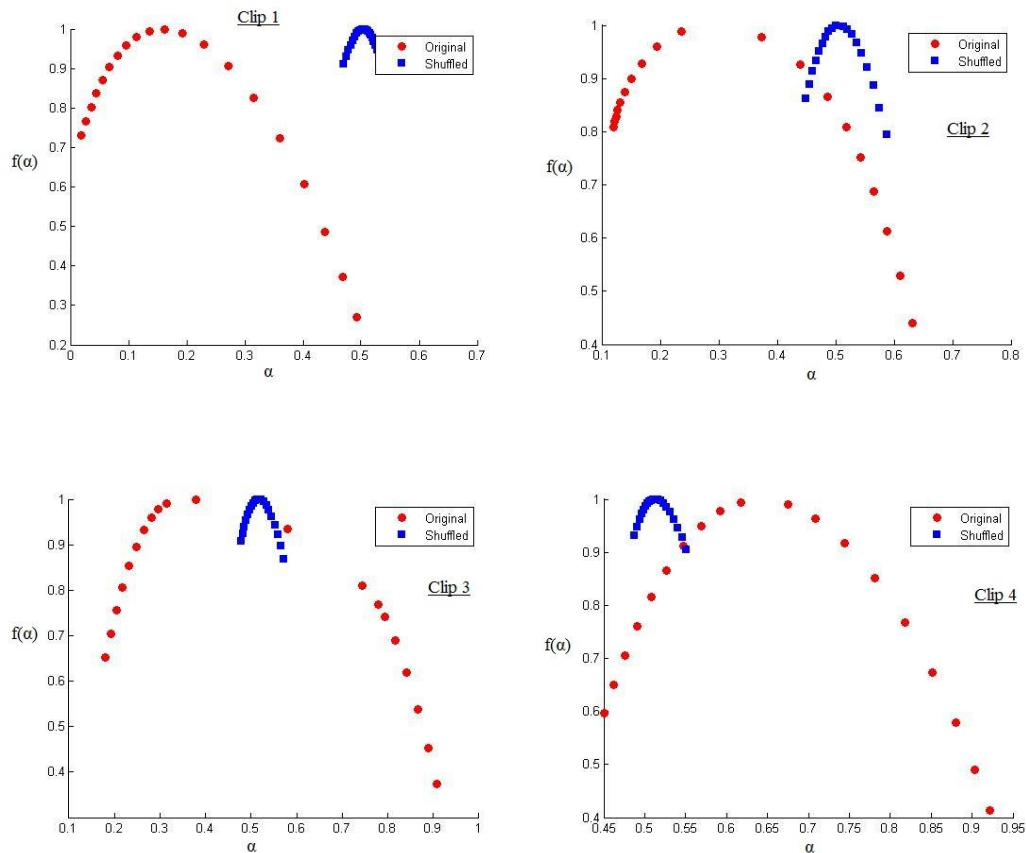 Clip 1
Original
Shuffled
f(α)
1
0.9
0.8
0.7
0.6
0.5
0.4
0.3
0.2
0 0.1 0.2 0.3 0.4 0.5 0.6 0.7
α
Original
Shuffled
Clip 2
f(α)
1
0.9
0.8
0.7
0.6
0.5
0.4
0.1 0.2 0.3 0.4 0.5 0.6 0.7 0.8
α
Original
Shuffled
Clip 3
f(α)
1
0.9
0.8
0.7
0.6
0.5
0.4
0.1 0.2 0.3 0.4 0.5 0.6 0.7 0.8 0.9 1
α
Original
Shuffled
Clip 4
f(α)
1
0.9
0.8
0.7
0.6
0.5
0.4
0.45 0.5 0.55 0.6 0.65 0.7 0.75 0.8 0.85 0.9 0.95
α